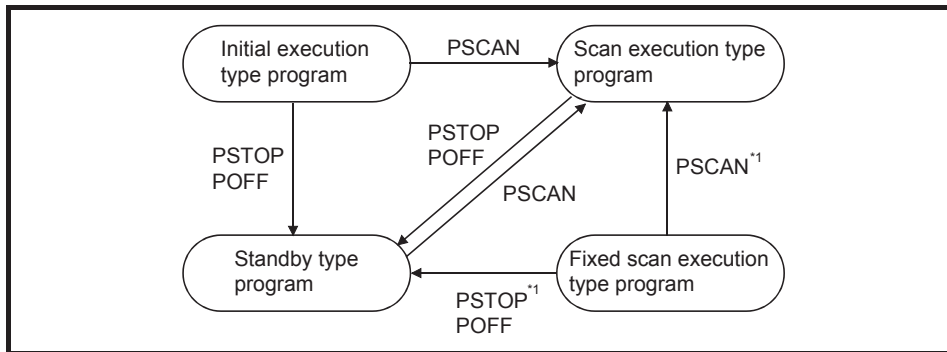 Initial execution
type program
PSCAN
Scan execution type
program
PSTOP
POFF
PSTOP
POFF
PSCAN
PSCAN*1
Standby type
program
PSTOP*1
POFF
Fixed scan execution
type program